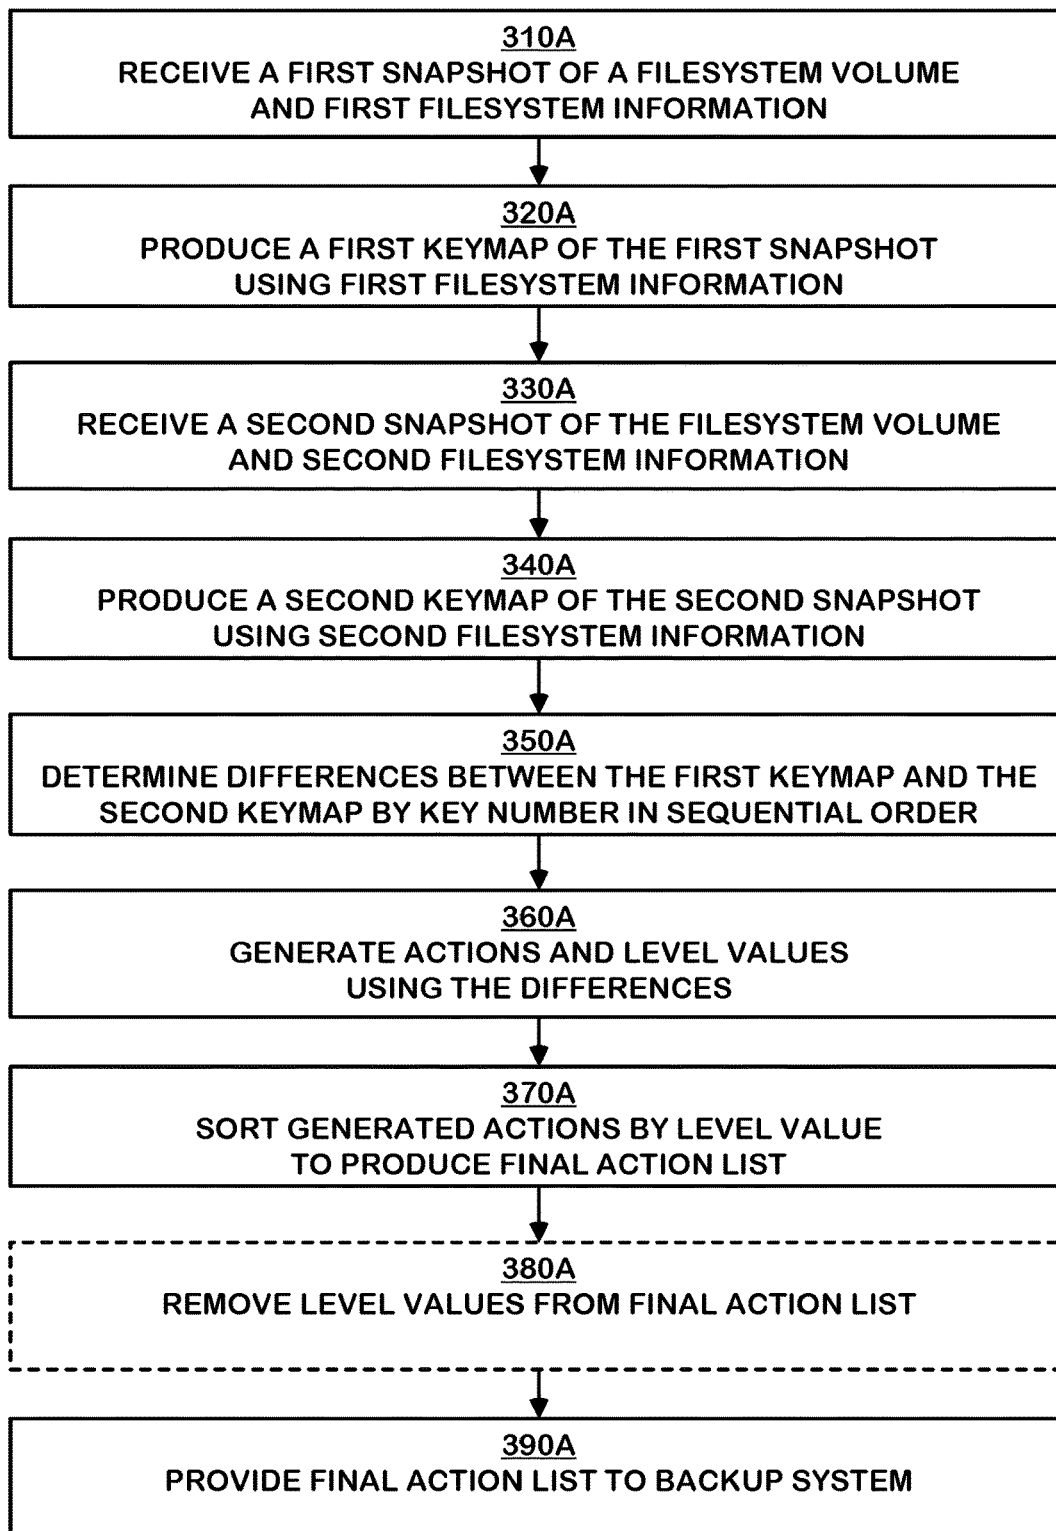 310A
RECEIVE A FIRST SNAPSHOT OF A FILESYSTEM VOLUME
AND FIRST FILESYSTEM INFORMATION
320A
PRODUCE A FIRST KEYMAP OF THE FIRST SNAPSHOT
USING FIRST FILESYSTEM INFORMATION
330A
RECEIVE A SECOND SNAPSHOT OF THE FILESYSTEM VOLUME
AND SECOND FILESYSTEM INFORMATION
340A
PRODUCE A SECOND KEYMAP OF THE SECOND SNAPSHOT
USING SECOND FILESYSTEM INFORMATION
350A
DETERMINE DIFFERENCES BETWEEN THE FIRST KEYMAP AND THE
SECOND KEYMAP BY KEY NUMBER IN SEQUENTIAL ORDER
360A
GENERATE ACTIONS AND LEVEL VALUES
USING THE DIFFERENCES
370A
SORT GENERATED ACTIONS BY LEVEL VALUE
TO PRODUCE FINAL ACTION LIST
380A
REMOVE LEVEL VALUES FROM FINAL ACTION LIST
390A
PROVIDE FINAL ACTION LIST TO BACKUP SYSTEM